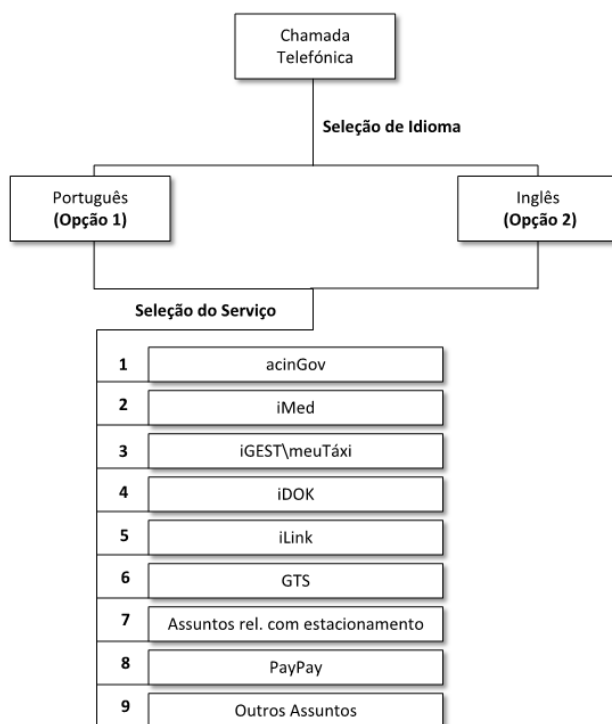 Chamada
Telefónica
Seleção de Idioma
Português
(Opção 1)
Inglês
(Opção 2)
Seleção do Serviço
1 acinGov
2 iMed
3 iGEST\meuTáxi
4 iDOK
5 iLink
6 GTS
7 Assuntos rel. com estacionamento
8 PayPay
9 Outros Assuntos